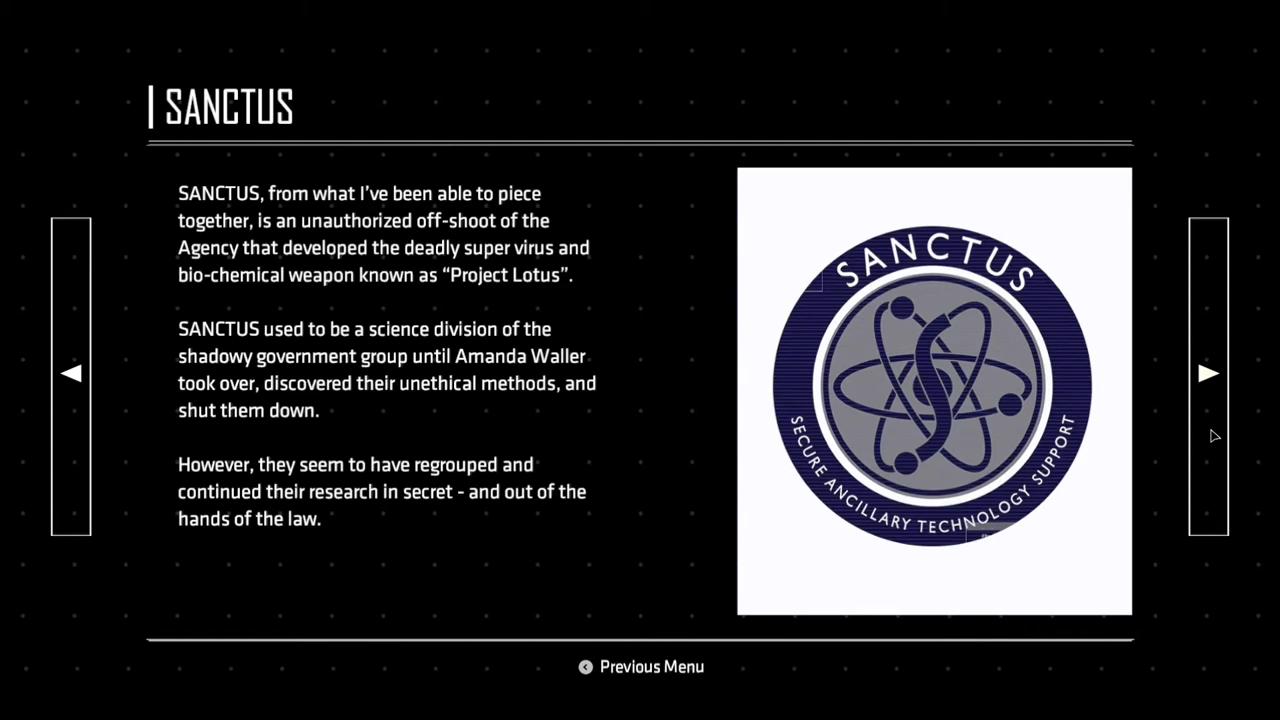 SANCTUS
SANCTUS, from what I've been able to piece
together, is an unauthorized off-shoot of the
Agency that developed the deadly super virus and
bio-chemical weapon known as “Project Lotus”.
SANCTUS used to be a science division of the
shadowy government group until Amanda Waller
took over, discovered their unethical methods, and
shut them down.
However, they seem to have regrouped and
continued their research in secret - and out of the
hands of the law.
SANCTUS
SECURE ANCILLARY TECHNOLOGY SUPPORT
Previous Menu